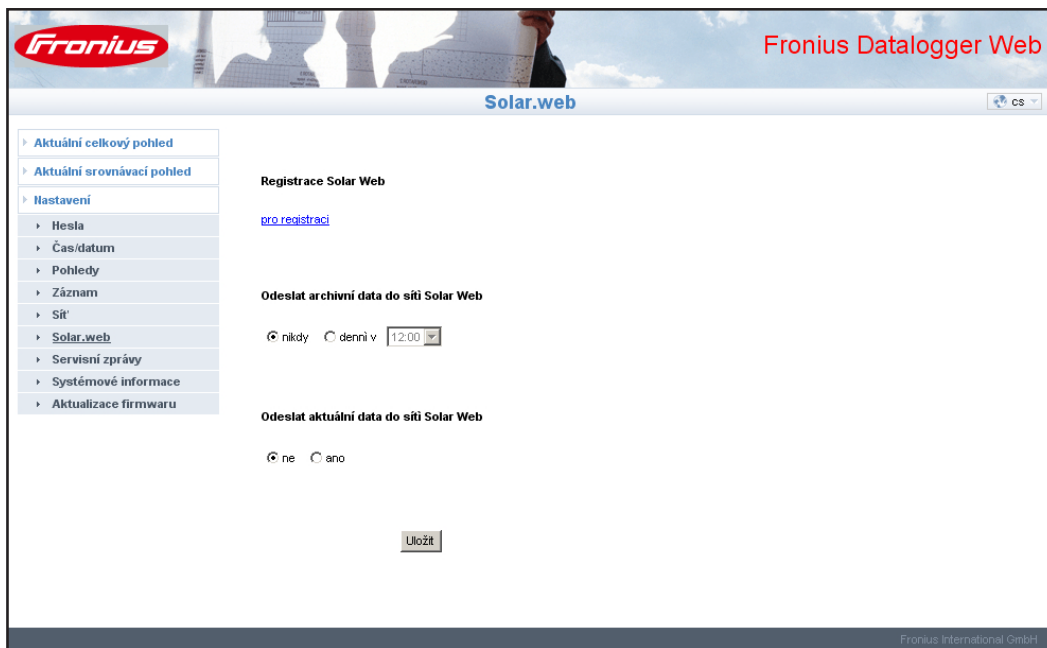 Fronius
Fronius Datalogger Web
Solar.web
cs
Aktuální celkový pohled
Aktuální srovnávací pohled
Nastavení
Hesla
Čas/datum
Pohledy
Záznam
Síť
Solar.web
Servisní zprávy
Systémové informace
Aktualizace firmwaru
Registrace Solar Web
pro registraci
Odeslat archivní data do sítì Solar Web
nikdy dennì v 12:00
Odeslat aktuální data do sítì Solar Web
ne ano
Uložit
Fronius International GmbH